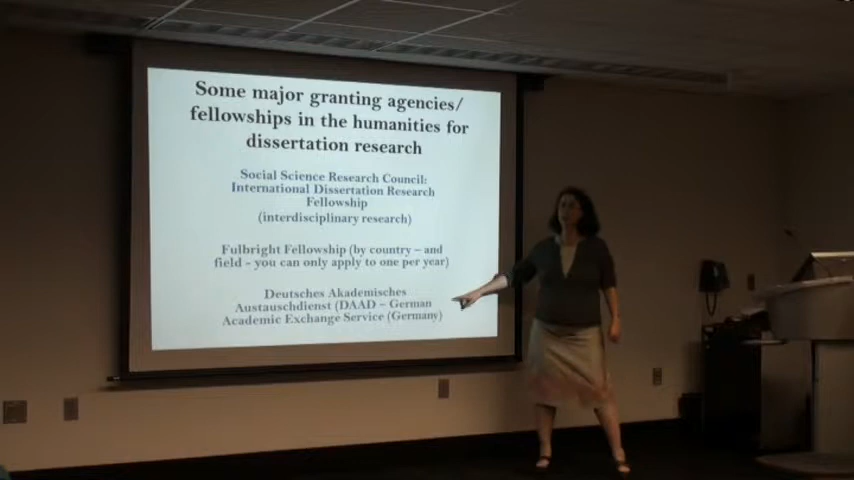 Some major granting agencies/
fellowships in the humanities for
dissertation research
Social Science Research Council:
International Dissertation Research
Fellowship
(interdisciplinary research)
Fulbright Fellowship (by country – and
field - you can only apply to one per year)
Deutsches Akademisches
Austauschdienst (DAAD – German
Academic Exchange Service (Germany)